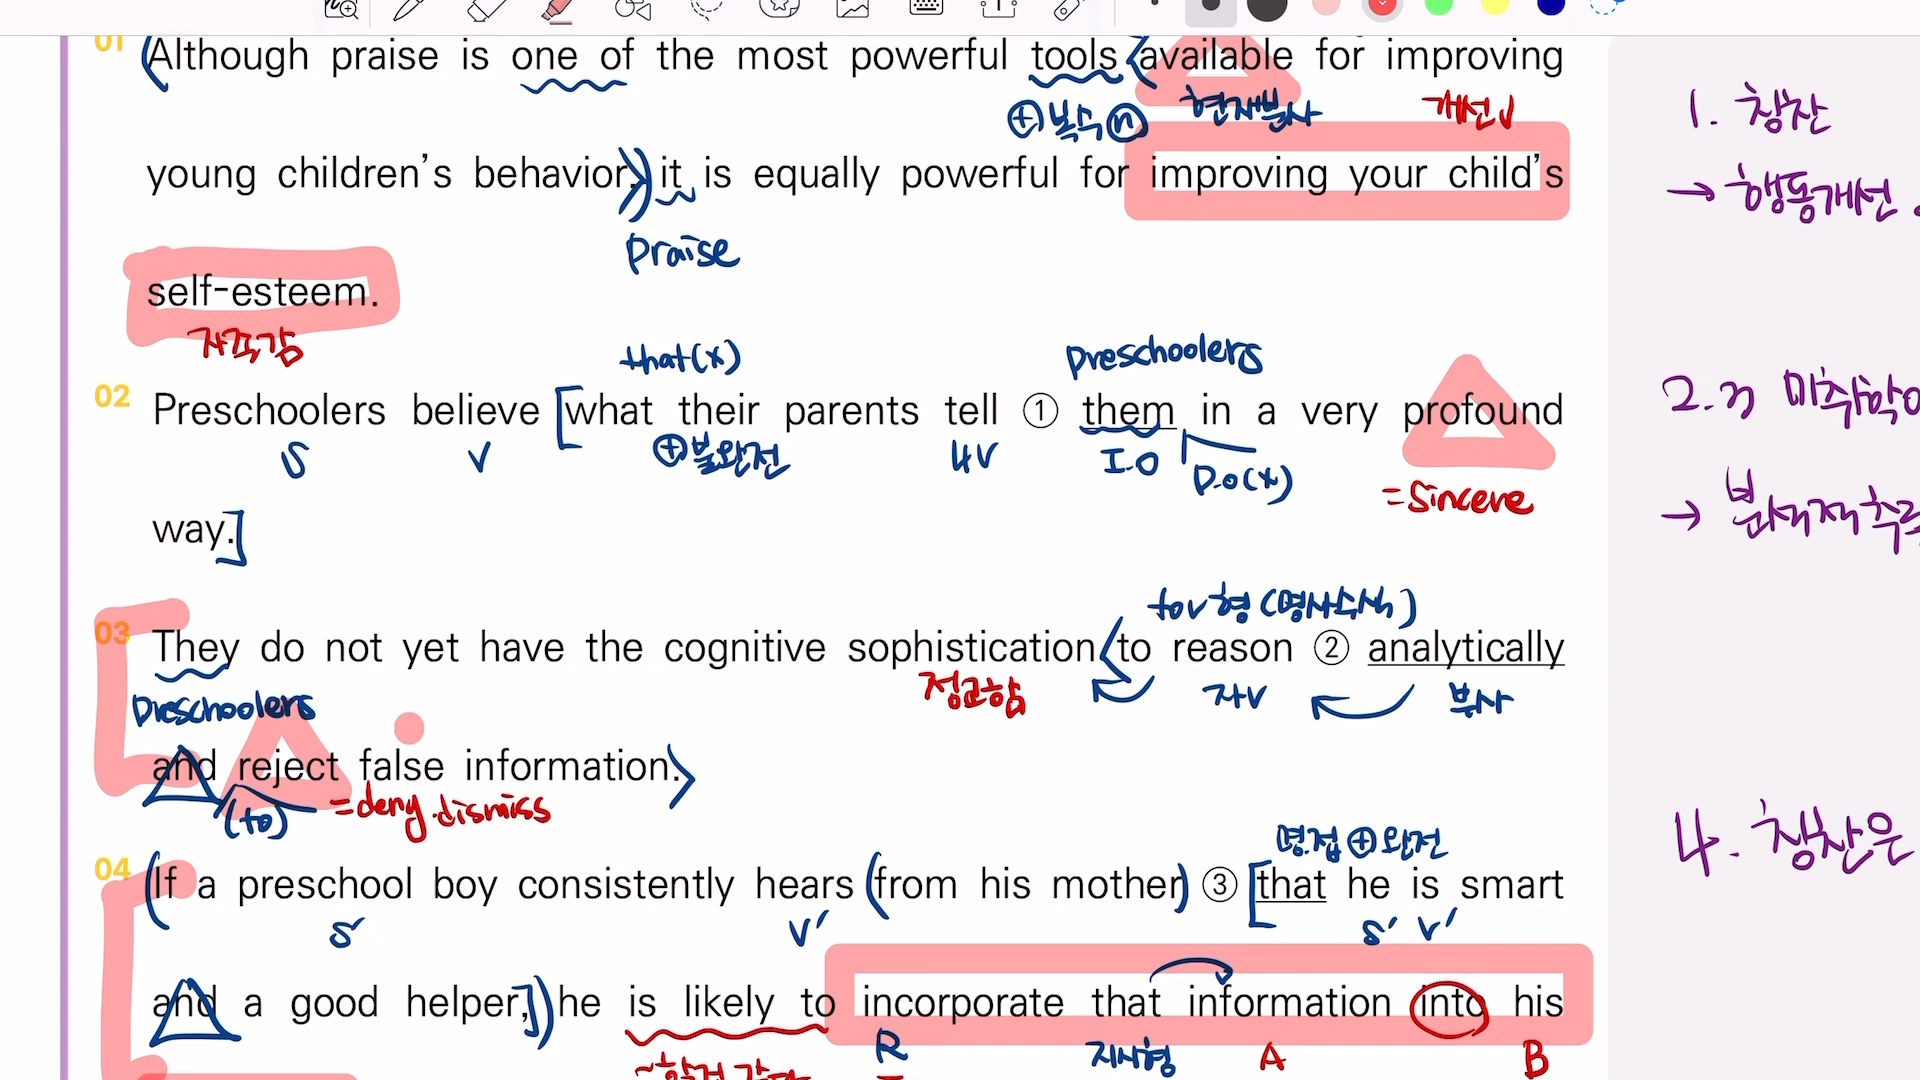 01 Although praise is one of the most powerful tools available for improving
⊕복수ⓝ 현재분사 개선
young children's behavior, it is equally powerful for improving your child's
praise
self-esteem.
자존감
that(x) preschoolers
02 Preschoolers believe [what their parents tell ① them in a very profound
S V ⊕불완전 4V I.O D.O(x) =sincere
way.]
to v 형 (명사수식)
03 They do not yet have the cognitive sophistication <to reason ② analytically
preschoolers 정교함 자V 부사
and reject false information.>
(to) =deny.dismiss
명.접 ⊕ 완전
04 (If a preschool boy consistently hears (from his mother) ③ [that he is smart
S' V' S' V'
and a good helper,]) he is likely to incorporate that information into his
R 지시형 A B
1. 칭찬
→ 행동개선
2.3 미취학
→ 분석적
4. 칭찬은